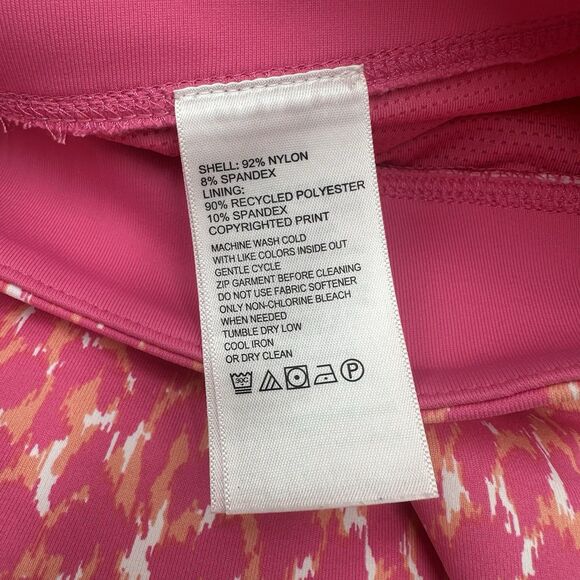 SHELL: 92% NYLON
8% SPANDEX
LINING:
90% RECYCLED POLYESTER
10% SPANDEX
COPYRIGHTED PRINT
MACHINE WASH COLD
WITH LIKE COLORS INSIDE OUT
GENTLE CYCLE
ZIP GARMENT BEFORE CLEANING
DO NOT USE FABRIC SOFTENER
ONLY NON-CHLORINE BLEACH
WHEN NEEDED
TUMBLE DRY LOW
COOL IRON
OR DRY CLEAN
30C P